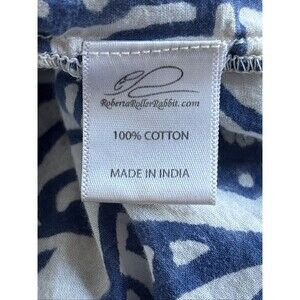 RobertaRollerRabbit.com
100% COTTON
MADE IN INDIA